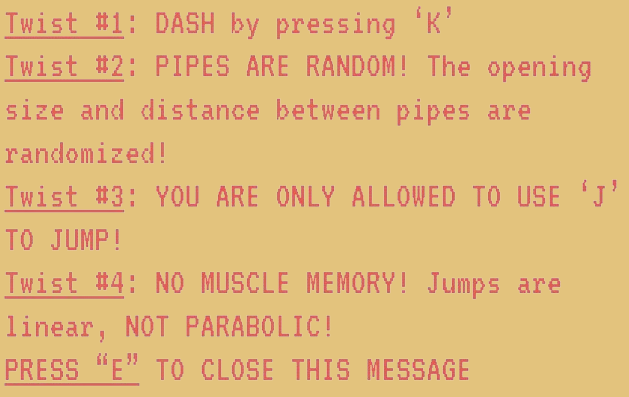 Twist #1: DASH by pressing ‘K’
Twist #2: PIPES ARE RANDOM! The opening
size and distance between pipes are
randomized!
Twist #3: YOU ARE ONLY ALLOWED TO USE ‘J’
TO JUMP!
Twist #4: NO MUSCLE MEMORY! Jumps are
linear, NOT PARABOLIC!
PRESS “E” TO CLOSE THIS MESSAGE